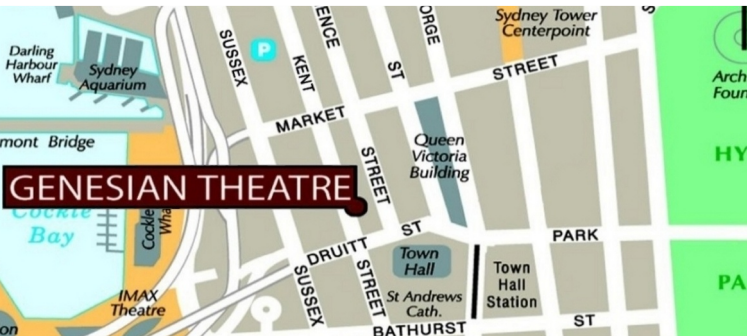 Sydney Tower
Centerpoint
Darling
Harbour
Wharf
Sydney
Aquarium
SUSSEX
P
KENT
ENCE
ST
ORGE
S
MARKET
STREET
Arch
Foun
mont Bridge
Queen
Victoria
Building
HY
STREET
GENESIAN THEATRE
Cockle
Bay
Cockle
Wha
DRUITT
ST
PARK
Town
Hall
Town
Hall
Station
PA
SUSSEX
STREET
IMAX
Theatre
St Andrews
Cath.
on
BATHURST
ST